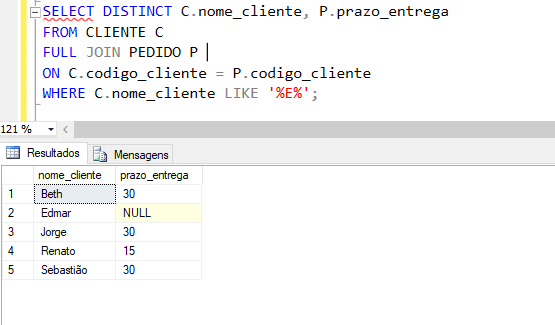 SELECT DISTINCT C.nome_cliente, P.prazo_entrega
FROM CLIENTE C
FULL JOIN PEDIDO P
ON C.codigo_cliente = P.codigo_cliente
WHERE C.nome_cliente LIKE '%E%';
121 %
Resultados Mensagens
nome_cliente prazo_entrega
1 Beth 30
2 Edmar NULL
3 Jorge 30
4 Renato 15
5 Sebastião 30